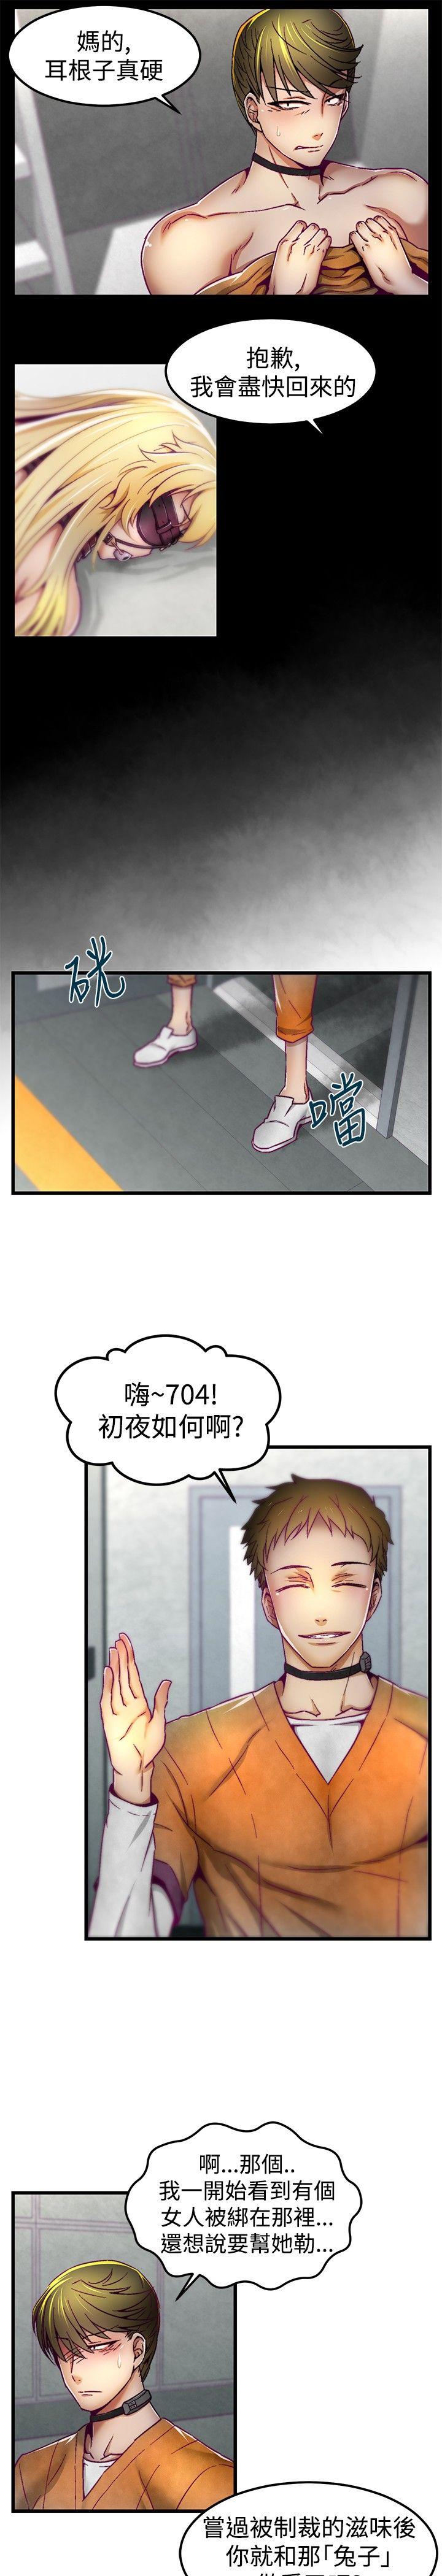 媽的,
耳根子真硬
抱歉,
我會盡快回來的
硄
噹
嗨~704!
初夜如何啊?
啊...那個..
我一開始看到有個
女人被綁在那裡...
還想說要幫她勒...
嘗過被制裁的滋味後
你就和那「兔子」